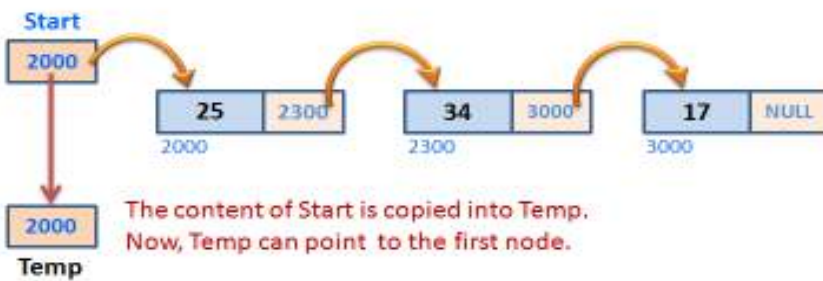 Start
2000
25 2300 34 3000 17 NULL
2000 2300 3000
2000
The content of Start is copied into Temp.
Now, Temp can point to the first node.
Temp